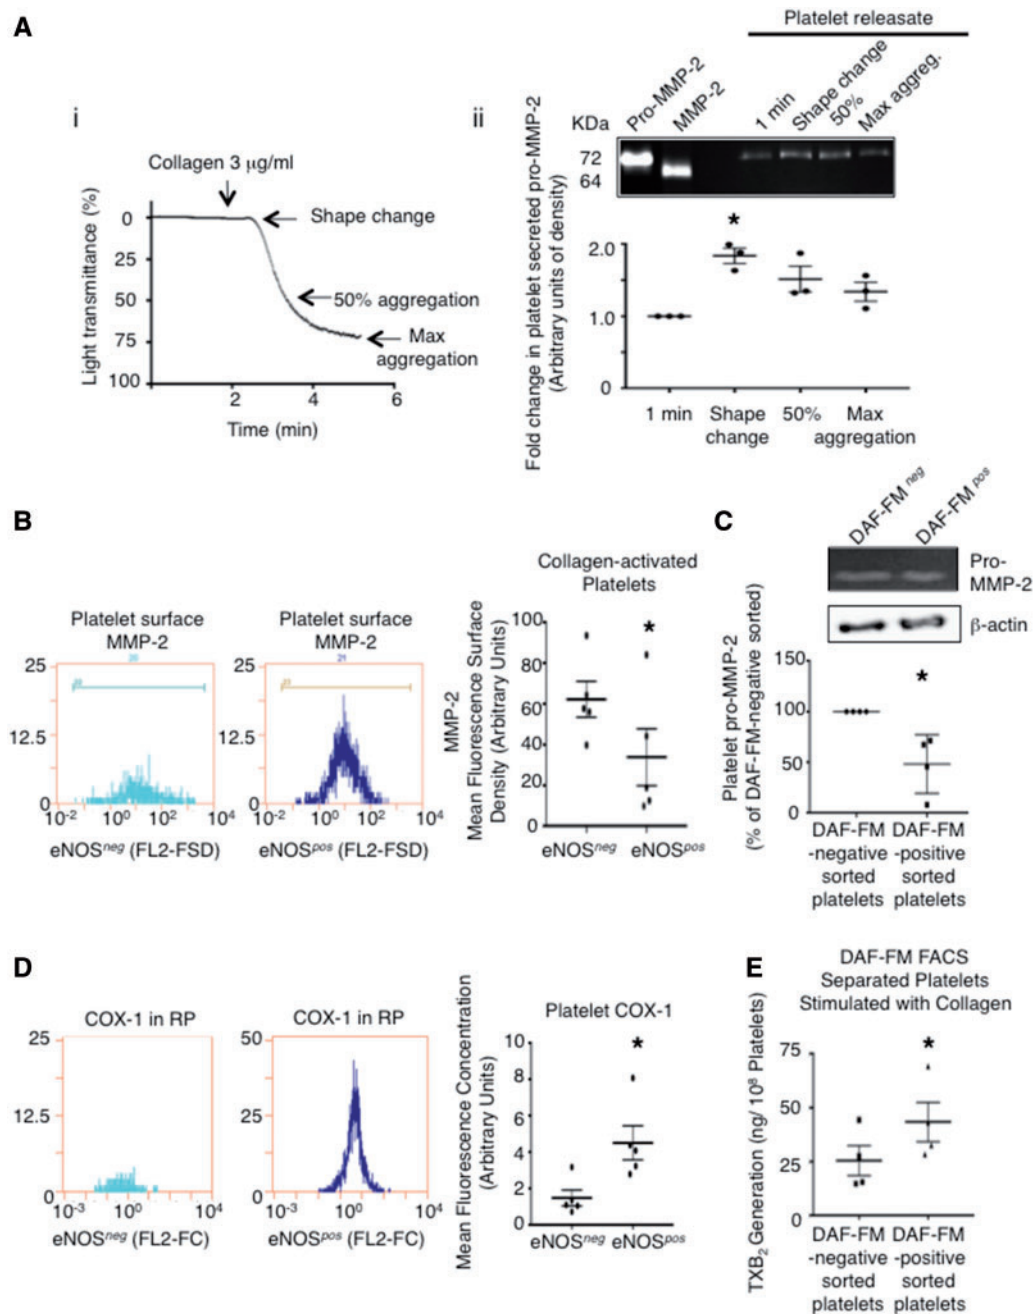 A
i
Collagen 3 µg/ml
Light transmittance (%)
0
25
50
75
100
Shape change
50% aggregation
Max
aggregation
2
4
6
Time (min)
ii
Platelet releasate
KDa
Pro-MMP-2
MMP-2
1 min
Shape change
50%
Max aggreg.
72
64
Fold change in platelet secreted pro-MMP-2
(Arbitrary units of density)
2.0
1.0
0
*
1 min
Shape
change
50%
Max
aggregation
B
Platelet surface
MMP-2
25
12.5
0
10-2
100
102
104
eNOSneg (FL2-FSD)
Platelet surface
MMP-2
25
12.5
0
10-2
100
102
104
eNOSpos (FL2-FSD)
Collagen-activated
Platelets
MMP-2
Mean Fluorescence Surface
Density (Arbitrary Units)
100
80
60
40
20
0
*
eNOSneg
eNOSpos
C
DAF-FM neg
DAF-FM pos
Pro-
MMP-2
β-actin
Platelet pro-MMP-2
(% of DAF-FM-negative sorted)
150
100
50
0
*
DAF-FM
-negative
sorted
platelets
DAF-FM
-positive
sorted
platelets
D
COX-1 in RP
25
12.5
0
10-3
100
104
eNOSneg (FL2-FC)
COX-1 in RP
50
25
0
10-3
100
104
eNOSpos (FL2-FC)
Platelet COX-1
Mean Fluorescence Concentration
(Arbitrary Units)
10
8
6
4
2
0
*
eNOSneg
eNOSpos
E
DAF-FM FACS
Separated Platelets
Stimulated with Collagen
TXB2 Generation (ng/ 108 Platelets)
75
50
25
0
*
DAF-FM
-negative
sorted
platelets
DAF-FM
-positive
sorted
platelets